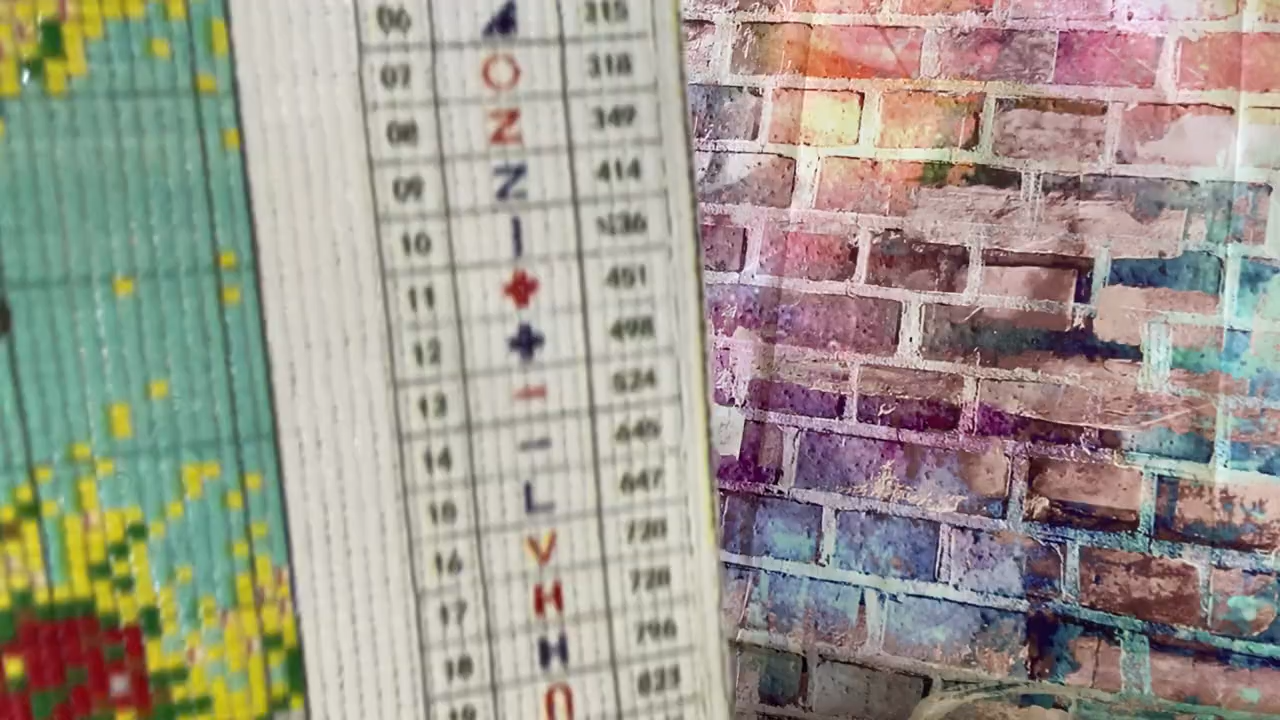 06 315
07 O 318
08 Z 349
09 Z 414
10 I
11 + 451
12 + 498
13 — 524
14 — 645
15 L 647
16 V 720
17 H 728
18 H 796
19 823